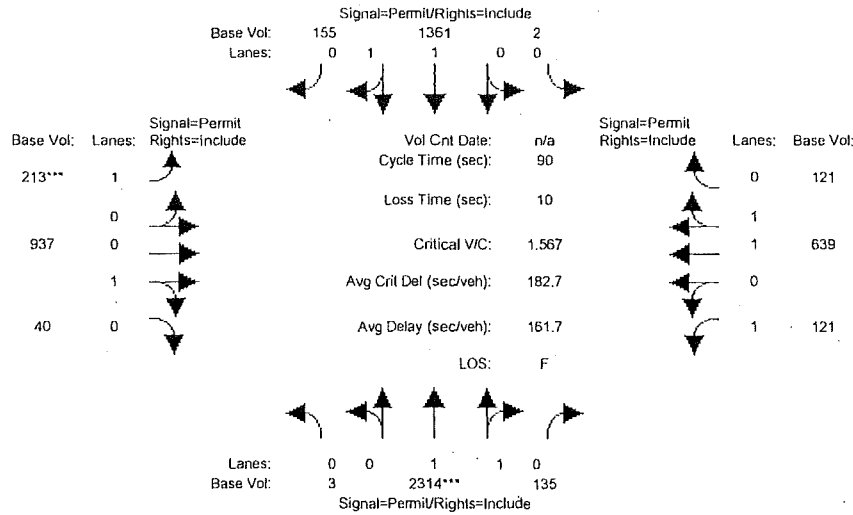 Signal=Permit/Rights=Include
Base Vol: 155 1361 2
Lanes: 0 1 1 0 0
Signal=Permit Signal=Permit
Base Vol: Lanes: Rights=Include Vol Cnt Date: n/a Rights=Include Lanes: Base Vol:
Cycle Time (sec): 90
213*** 1 0 121
Loss Time (sec): 10
0 1
937 0 Critical V/C: 1.567 1 639
1 Avg Crit Del (sec/veh): 182.7 0
40 0 Avg Delay (sec/veh): 161.7 1 121
LOS: F
Lanes: 0 0 1 1 0
Base Vol: 3 2314*** 135
Signal=Permit/Rights=Include